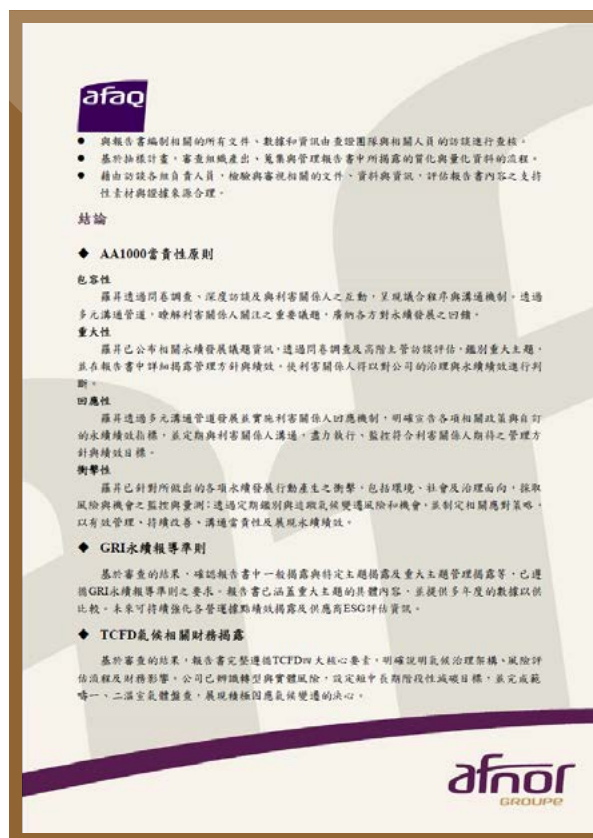 afaq
● 與報告書編制相關的所有文件、數據和資訊由查證團隊與相關人員的訪談進行查核。
● 基於抽樣計畫，審查組織產出、蒐集與管理報告書中所揭露的質化與量化資料的流程。
● 藉由訪談各組負責人員，檢驗與審視相關的文件、資料與資訊，評估報告書內容之支持
性素材與證據來源合理。
結論
◆ AA1000當責性原則
包容性
羅昇透過問卷調查、深度訪談及與利害關係人之互動，呈現議合程序與溝通機制。透過
多元溝通管道，瞭解利害關係人關注之重要議題，廣納各方對永續發展之回饋。
重大性
羅昇已公布相關永續發展議題資訊，透過問卷調查及高階主管訪談評估，鑑別重大主題，
並在報告書中詳細揭露管理方針與績效。使利害關係人得以對公司的治理與永續績效進行判
斷。
回應性
羅昇透過多元溝通管道發展並實施利害關係人回應機制，明確宣告各項相關政策與自訂
的永續績效指標，並定期與利害關係人溝通，盡力執行、監控符合利害關係人期待之管理方
針與績效目標。
衝擊性
羅昇已針對所做出的各項永續發展行動產生之衝擊，包括環境、社會及治理面向，採取
風險與機會之監控與量測；透過定期鑑別與追蹤氣候變遷風險和機會，並制定相關應對策略，
以有效管理、持續改善、溝通當責性及展現永續績效。
◆ GRI永續報導準則
基於審查的結果，確認報告書中一般揭露與特定主題揭露及重大主題管理揭露等，已遵
循GRI永續報導準則之要求。報告書已涵蓋重大主題的具體內容，並提供多年度的數據以供
比較。未來可持續強化各營運據點績效揭露及供應商ESG評估資訊。
◆ TCFD氣候相關財務揭露
基於審查的結果，報告書完整遵循TCFD四大核心要素，明確說明氣候治理架構、風險評
估流程及財務影響。公司已辨識轉型與實體風險，設定短中長期階段性減碳目標，並完成範
疇一、二溫室氣體盤查，展現積極因應氣候變遷的決心。
afnor
GROUPE